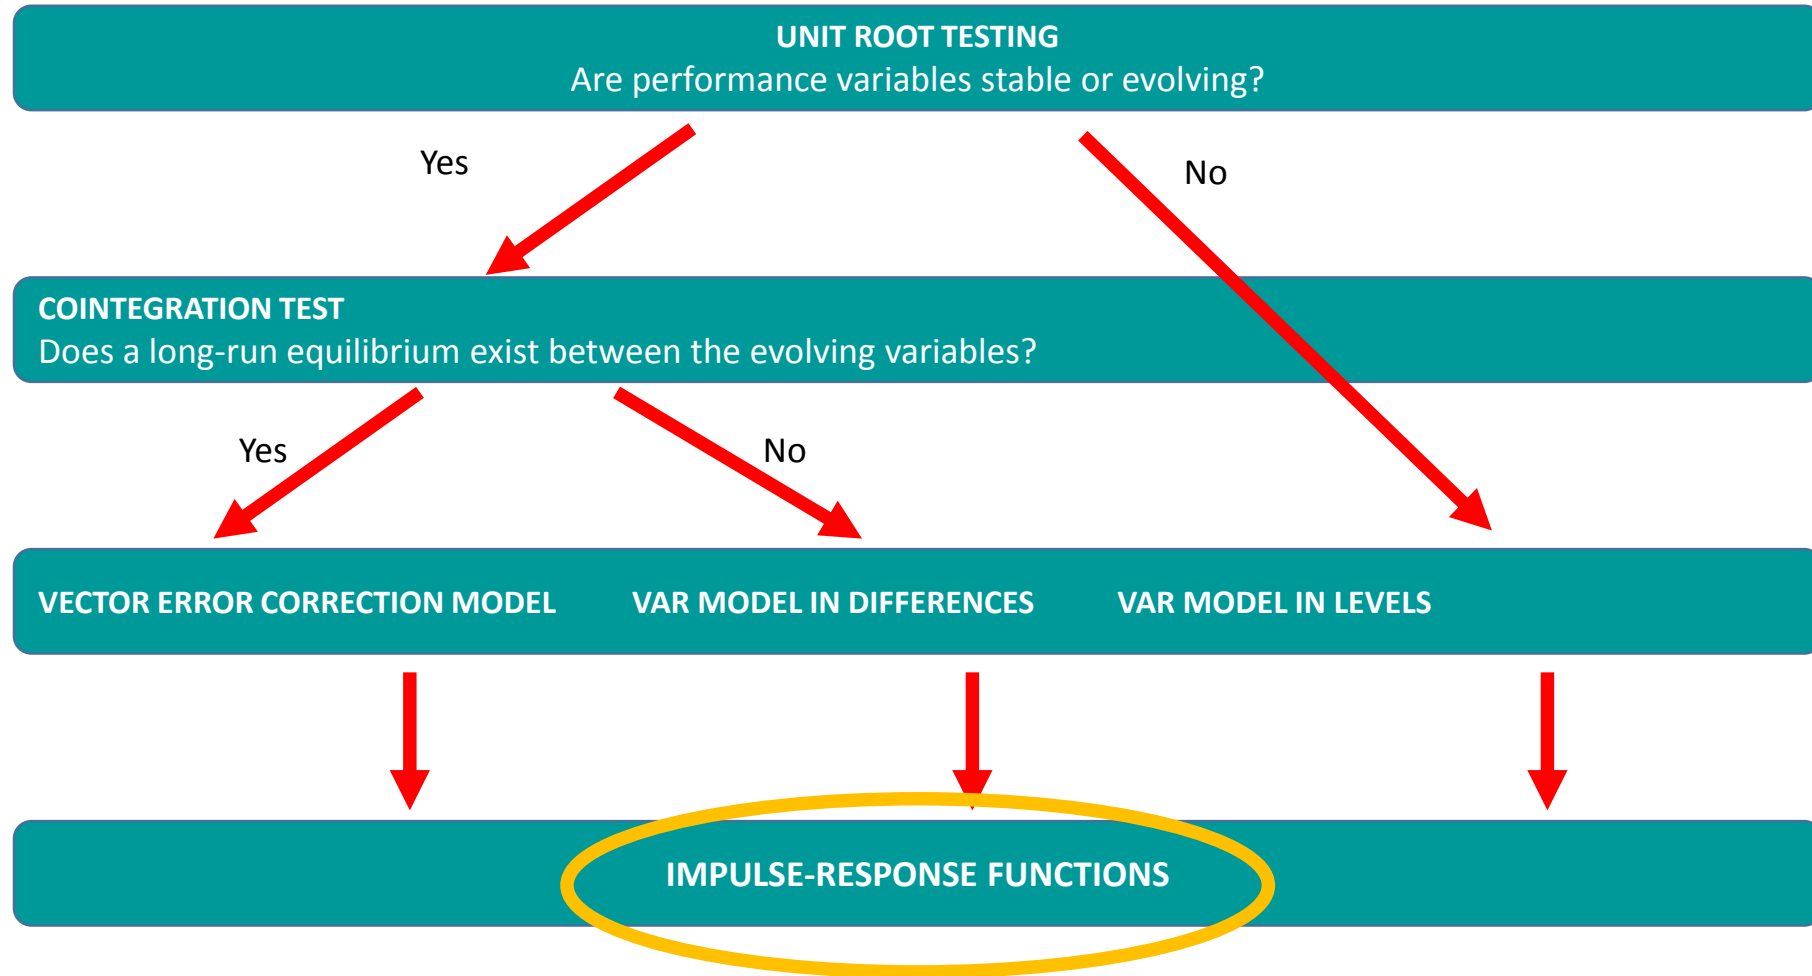 UNIT ROOT TESTING
Are performance variables stable or evolving?
Yes
No
COINTEGRATION TEST
Does a long-run equilibrium exist between the evolving variables?
Yes
No
VECTOR ERROR CORRECTION MODEL
VAR MODEL IN DIFFERENCES
VAR MODEL IN LEVELS
IMPULSE-RESPONSE FUNCTIONS